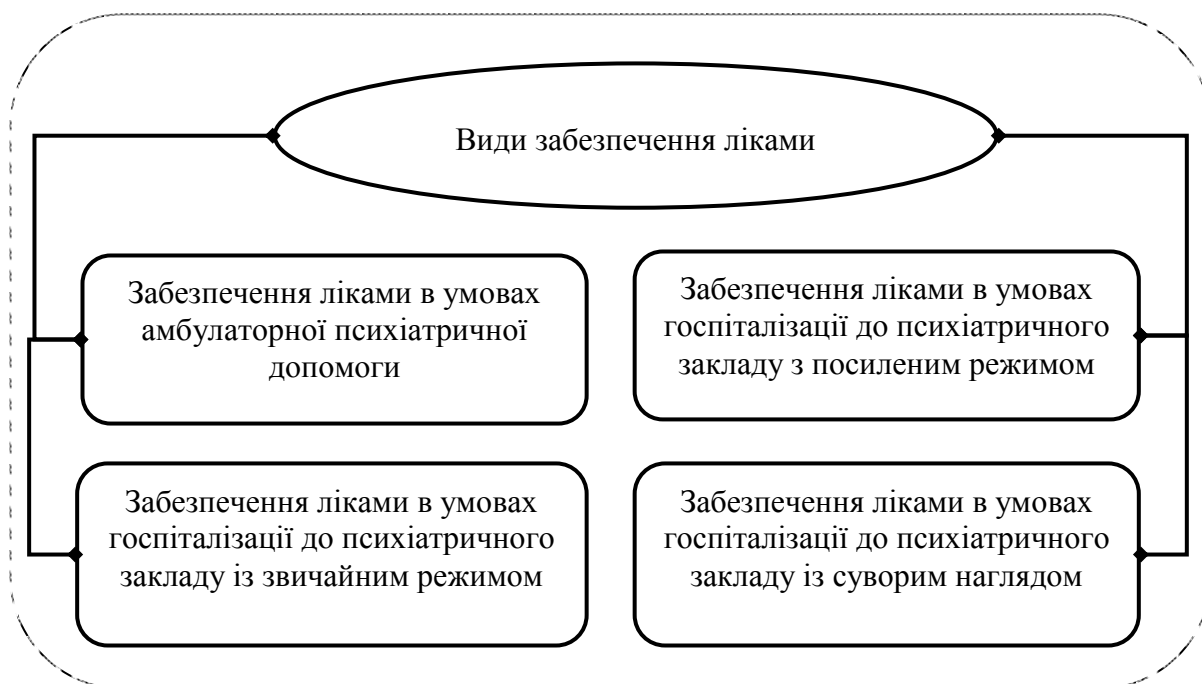 Види забезпечення ліками
Забезпечення ліками в умовах
амбулаторної психіатричної
допомоги
Забезпечення ліками в умовах
госпіталізації до психіатричного
закладу з посиленим режимом
Забезпечення ліками в умовах
госпіталізації до психіатричного
закладу із звичайним режимом
Забезпечення ліками в умовах
госпіталізації до психіатричного
закладу із суворим наглядом